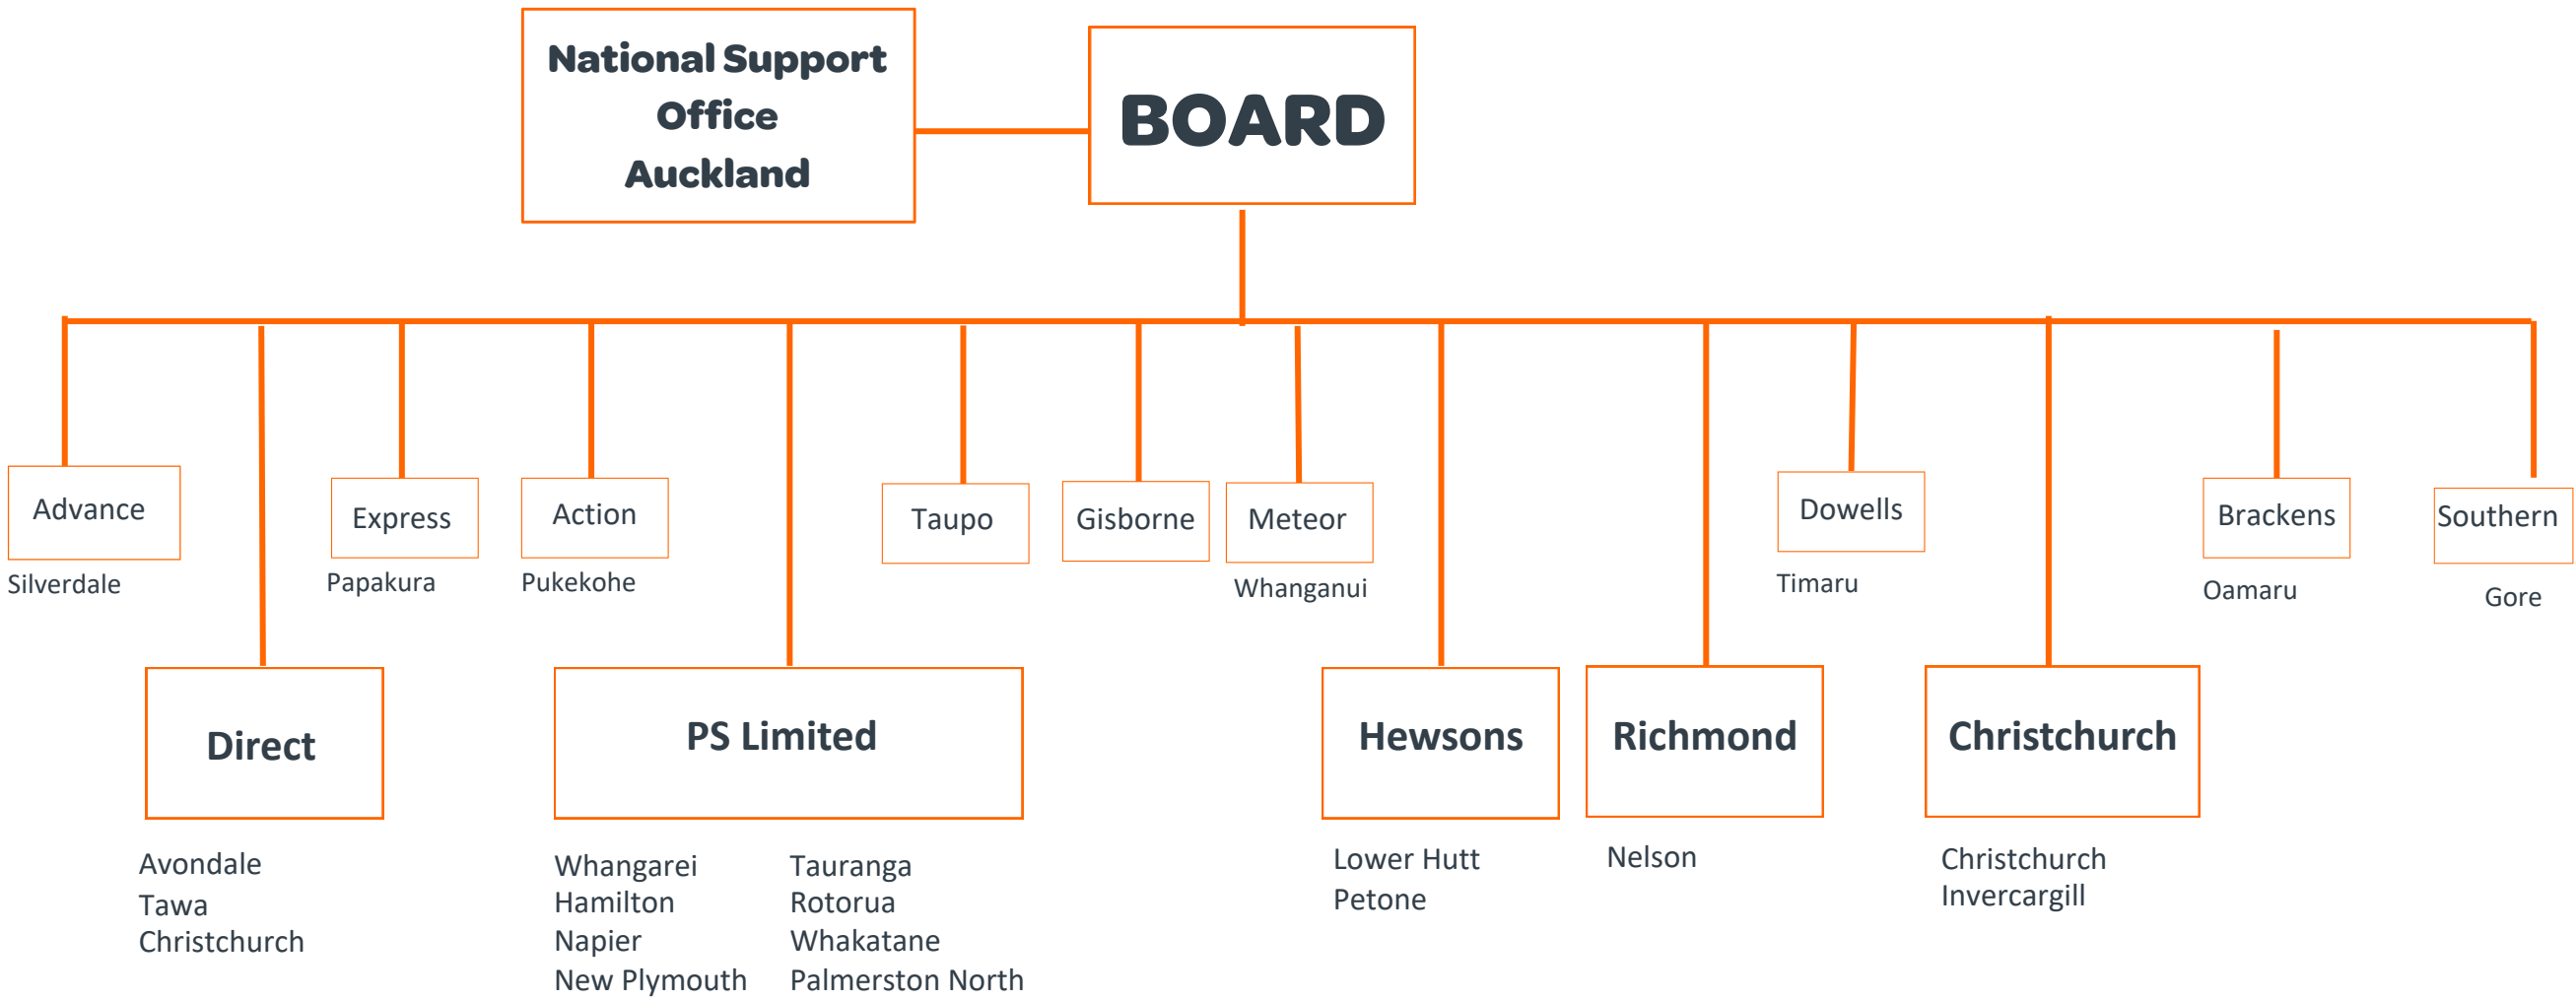 National Support
Office
Auckland
BOARD
Advance
Silverdale
Express
Papakura
Action
Pukekohe
Taupo
Gisborne
Meteor
Whanganui
Dowells
Timaru
Brackens
Oamaru
Southern
Gore
Direct
Avondale
Tawa
Christchurch
PS Limited
Whangarei
Hamilton
Napier
New Plymouth
Tauranga
Rotorua
Whakatane
Palmerston North
Hewsons
Lower Hutt
Petone
Richmond
Nelson
Christchurch
Christchurch
Invercargill